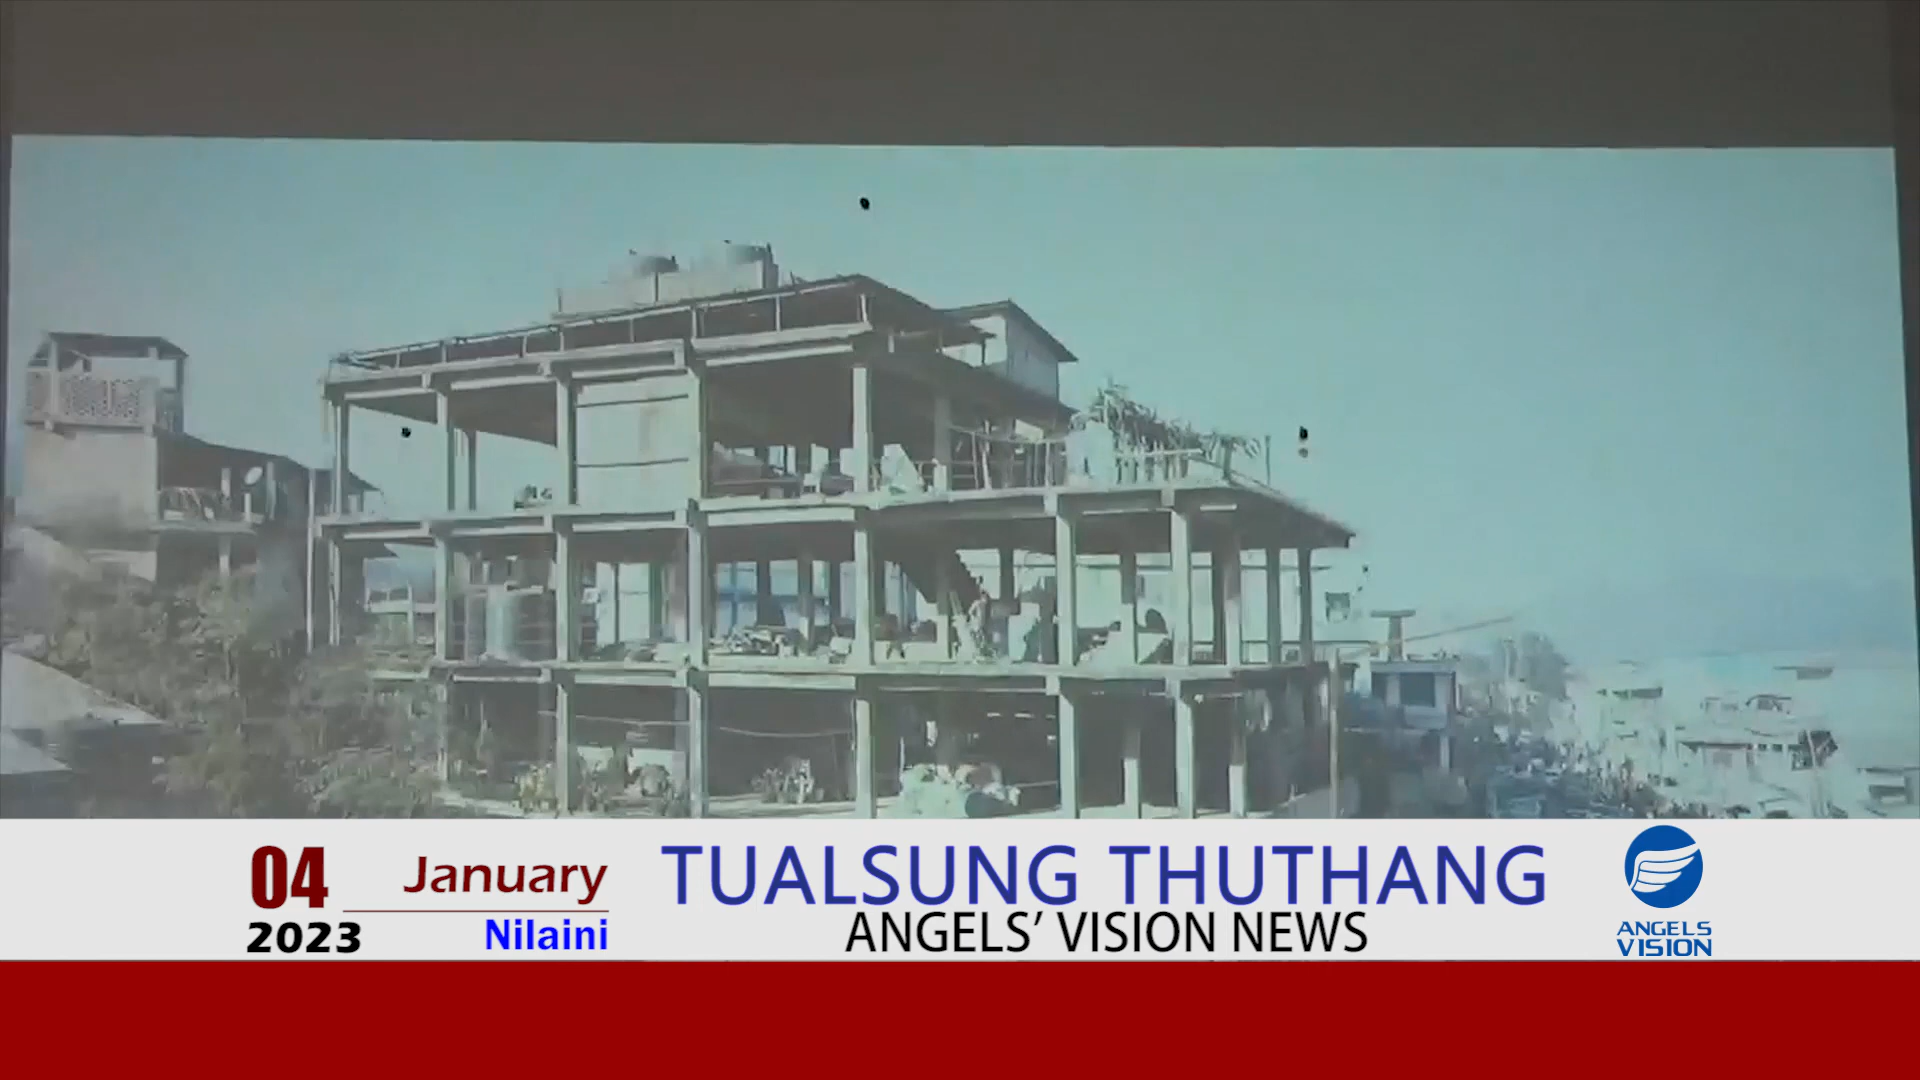 04 January
2023 Nilaini
TUALSUNG THUTHANG
ANGELS' VISION NEWS
ANGELS
VISION